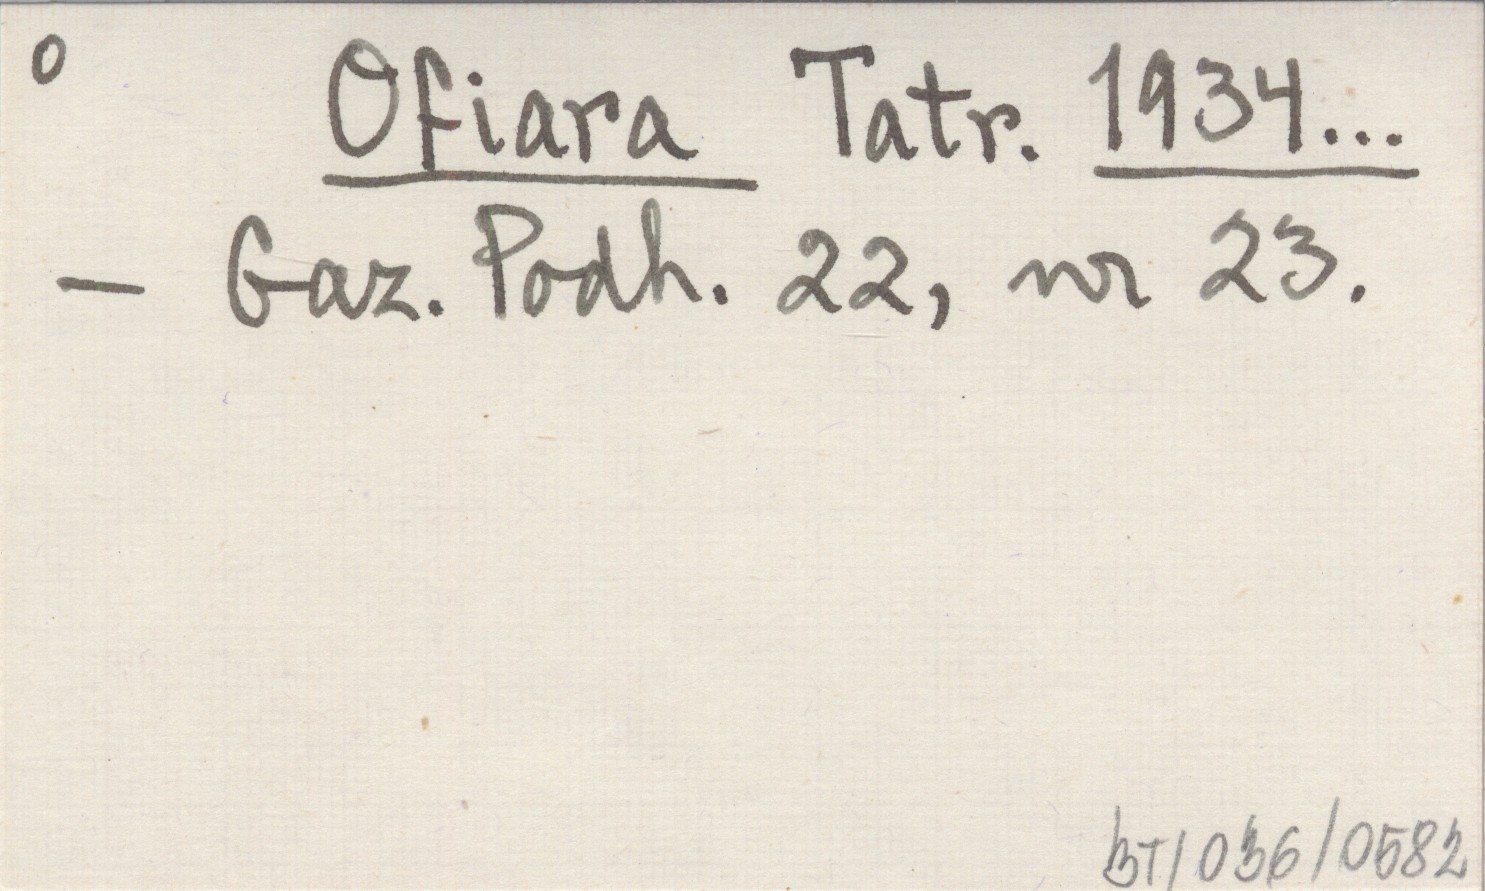 o Ofiara Tatr. 1934...
— Gaz. Podh. 22, nr 23.
BT/036/0582